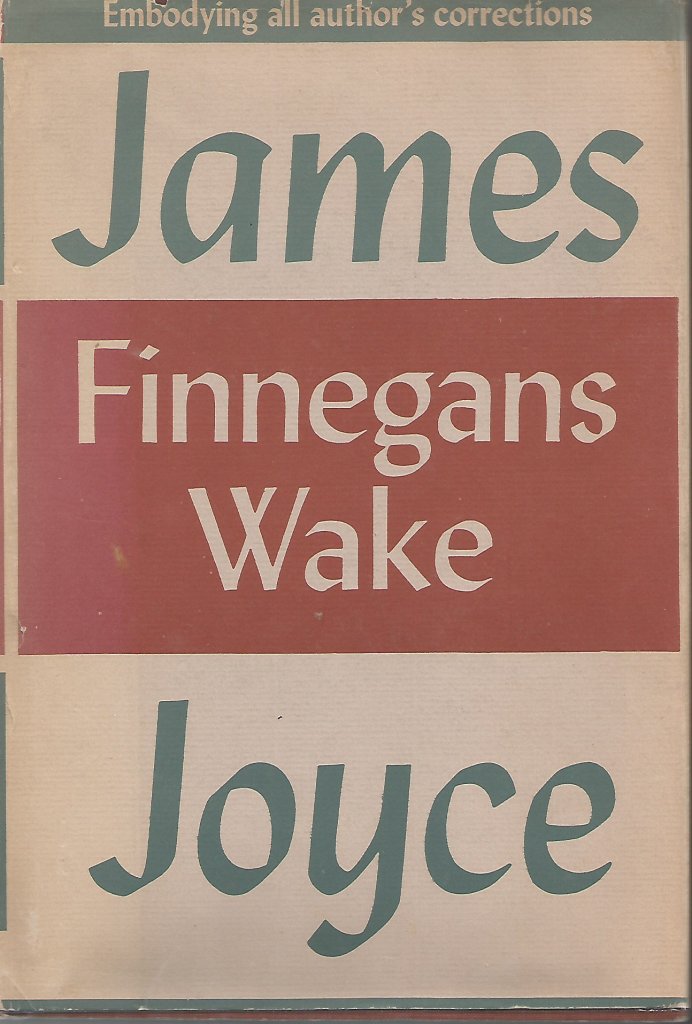 Embodying all author's corrections
James
Finnegans
Wake
Joyce